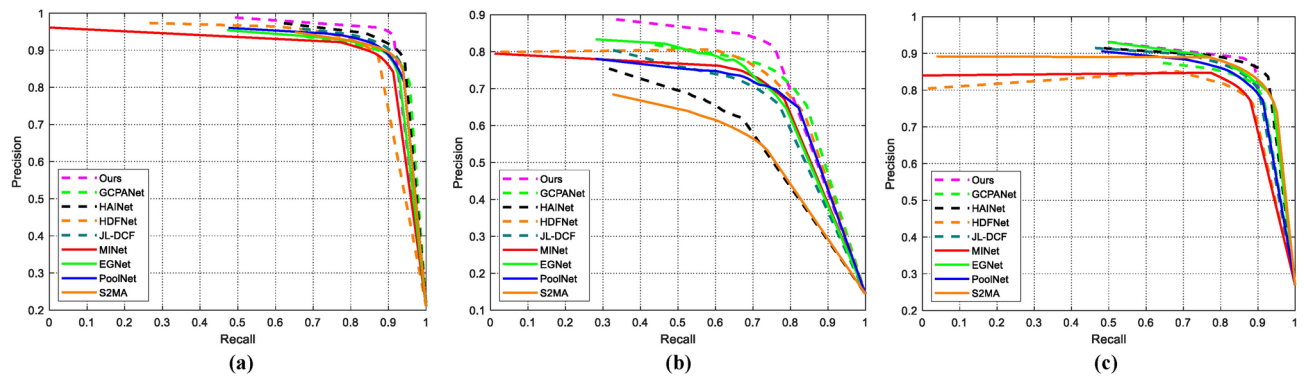 1
0.9
0.8
0.7
0.6
0.5
0.4
0.3
0.2
Precision
Ours
GCPANet
HAINet
HDFNet
JL-DCF
MINet
EGNet
PoolNet
S2MA
0 0.1 0.2 0.3 0.4 0.5 0.6 0.7 0.8 0.9 1
Recall
(a)
0.9
0.8
0.7
0.6
0.5
0.4
0.3
0.2
0.1
Precision
Ours
GCPANet
HAINet
HDFNet
JL-DCF
MINet
EGNet
PoolNet
S2MA
0 0.1 0.2 0.3 0.4 0.5 0.6 0.7 0.8 0.9 1
Recall
(b)
1
0.9
0.8
0.7
0.6
0.5
0.4
0.3
0.2
Precision
Ours
GCPANet
HAINet
HDFNet
JL-DCF
MINet
EGNet
PoolNet
S2MA
0 0.1 0.2 0.3 0.4 0.5 0.6 0.7 0.8 0.9 1
Recall
(c)